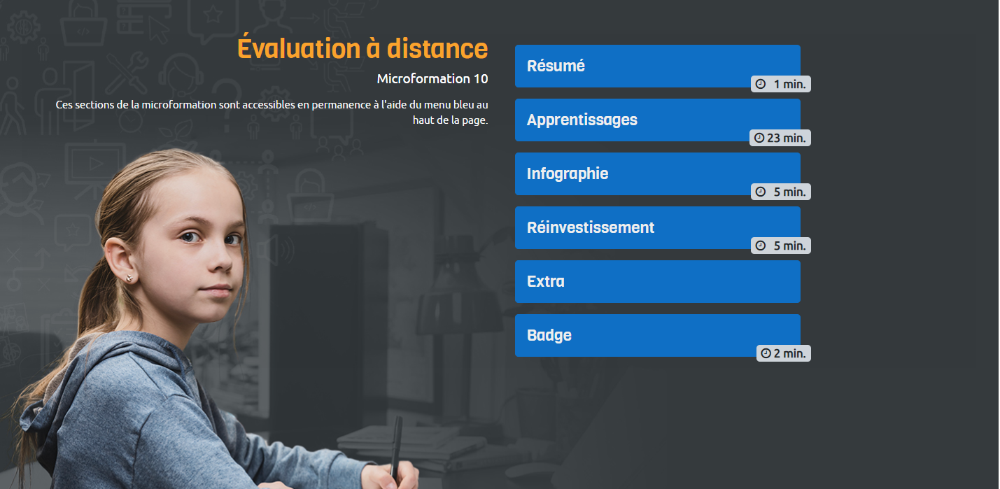 Évaluation à distance
Microformation 10
Ces sections de la microformation sont accessibles en permanence à l'aide du menu bleu au
haut de la page.
Résumé
1 min.
Apprentissages
23 min.
Infographie
5 min.
Réinvestissement
5 min.
Extra
Badge
2 min.